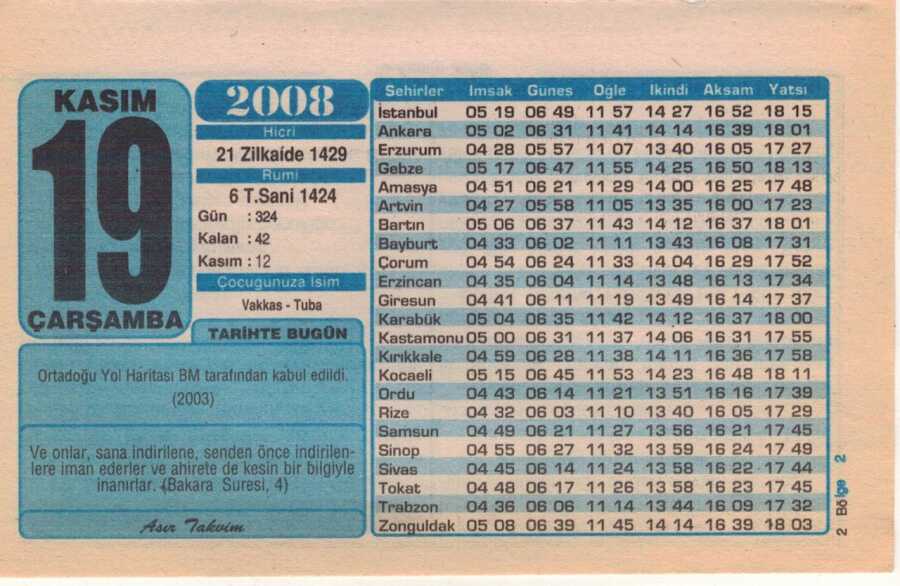 KASIM
19
ÇARŞAMBA
2008
Hicri
21 Zilkaide 1429
Rumi
6 T.Sani 1424
Gün : 324
Kalan : 42
Kasım : 12
Çocugunuza İsim
Vakkas - Tuba
TARİHTE BUGÜN
Ortadoğu Yol Haritası BM tarafından kabul edildi.
(2003)
Ve onlar, sana indirilene, senden önce indirilen-
lere iman ederler ve ahirete de kesin bir bilgiyle
inanırlar. (Bakara Suresi, 4)
Asır Takvim
Şehirler Imsak Günes Oğle Ikindi Aksam Yatsı
İstanbul 05 19 06 49 11 57 14 27 16 52 18 15
Ankara 05 02 06 31 11 41 14 14 16 39 18 01
Erzurum 04 28 05 57 11 07 13 40 16 05 17 27
Gebze 05 17 06 47 11 55 14 25 16 50 18 13
Amasya 04 51 06 21 11 29 14 00 16 25 17 48
Artvin 04 27 05 58 11 05 13 35 16 00 17 23
Bartın 05 06 06 37 11 43 14 12 16 37 18 01
Bayburt 04 33 06 02 11 11 13 43 16 08 17 31
Çorum 04 54 06 24 11 33 14 04 16 29 17 52
Erzincan 04 35 06 04 11 14 13 48 16 13 17 34
Giresun 04 41 06 11 11 19 13 49 16 14 17 37
Karabük 05 04 06 35 11 42 14 12 16 37 18 00
Kastamonu 05 00 06 31 11 37 14 06 16 31 17 55
Kırıkkale 04 59 06 28 11 38 14 11 16 36 17 58
Kocaeli 05 15 06 45 11 53 14 23 16 48 18 11
Ordu 04 43 06 14 11 21 13 51 16 16 17 39
Rize 04 32 06 03 11 10 13 40 16 05 17 29
Samsun 04 49 06 21 11 27 13 56 16 21 17 45
Sinop 04 55 06 27 11 32 13 59 16 24 17 49
Sivas 04 45 06 14 11 24 13 58 16 22 17 44
Tokat 04 48 06 17 11 26 13 58 16 23 17 45
Trabzon 04 36 06 06 11 14 13 44 16 09 17 32
Zonguldak 05 08 06 39 11 45 14 14 16 39 18 03
2 Bölge 2